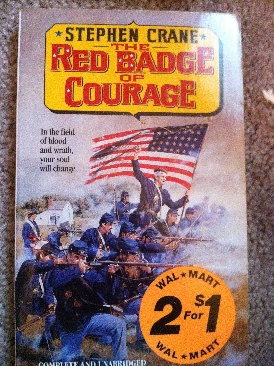 ★STEPHEN CRANE★
THE
RED BADGE
OF
COURAGE
In the field
of blood
and wrath,
your soul
will change.
WAL★MART
2 For $1
WAL★MART
COMPLETE AND UNABRIDGED